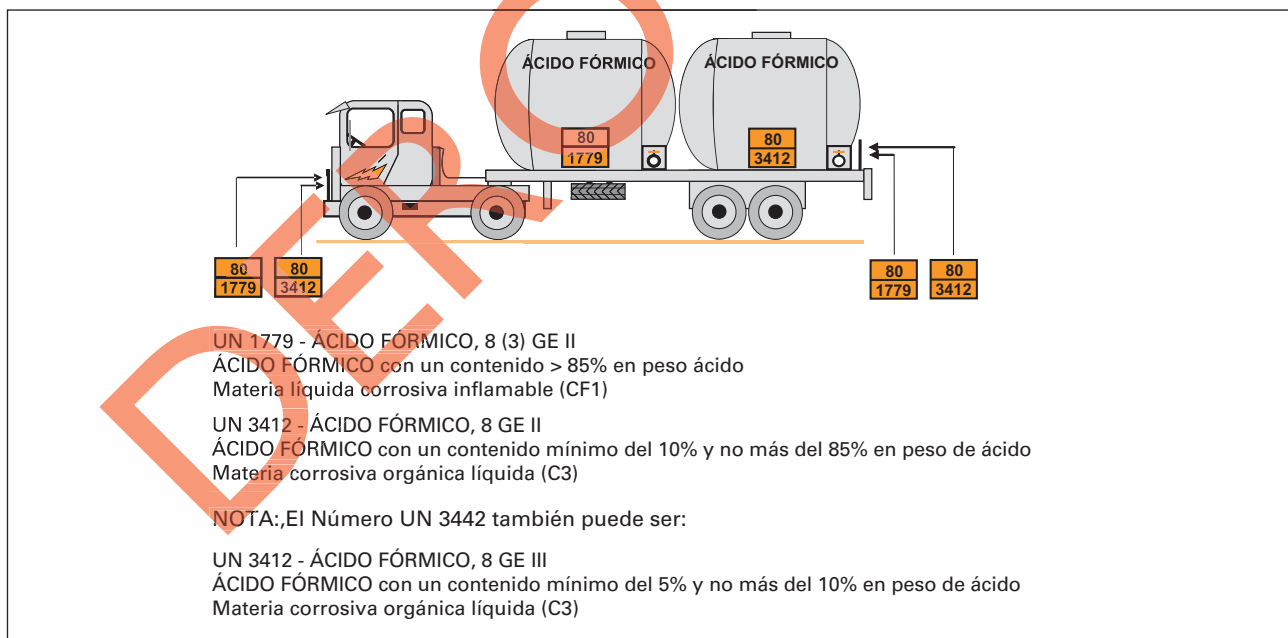 ÁCIDO FÓRMICO
ÁCIDO FÓRMICO
80
1779
80
3412
80
1779
80
3412
80
1779
80
3412
UN 1779 - ÁCIDO FÓRMICO, 8 (3) GE II
ÁCIDO FÓRMICO con un contenido > 85% en peso ácido
Materia líquida corrosiva inflamable (CF1)
UN 3412 - ÁCIDO FÓRMICO, 8 GE II
ÁCIDO FÓRMICO con un contenido mínimo del 10% y no más del 85% en peso de ácido
Materia corrosiva orgánica líquida (C3)
NOTA:,El Número UN 3442 también puede ser:
UN 3412 - ÁCIDO FÓRMICO, 8 GE III
ÁCIDO FÓRMICO con un contenido mínimo del 5% y no más del 10% en peso de ácido
Materia corrosiva orgánica líquida (C3)